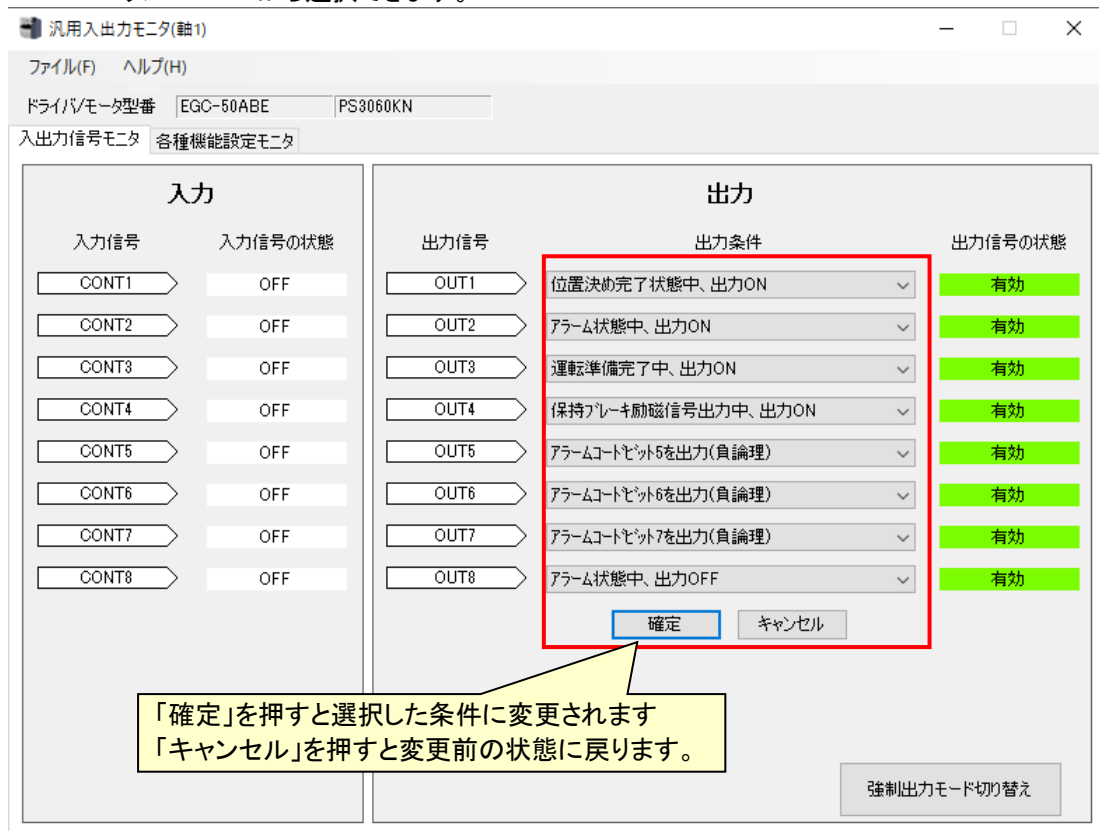 汎用入出力モニタ(軸1)
ファイル(F) ヘルプ(H)
ドライバ/モータ型番 EGC-50ABE PS3060KN
入出力信号モニタ 各種機能設定モニタ
入力 出力
入力信号 入力信号の状態 出力信号 出力条件 出力信号の状態
CONT1 OFF OUT1 位置決め完了状態中、出力ON 有効
CONT2 OFF OUT2 アラーム状態中、出力ON 有効
CONT3 OFF OUT3 運転準備完了中、出力ON 有効
CONT4 OFF OUT4 保持ブレーキ励磁信号出力中、出力ON 有効
CONT5 OFF OUT5 アラームコードビット5を出力(負論理) 有効
CONT6 OFF OUT6 アラームコードビット6を出力(負論理) 有効
CONT7 OFF OUT7 アラームコードビット7を出力(負論理) 有効
CONT8 OFF OUT8 アラーム状態中、出力OFF 有効
確定 キャンセル
「確定」を押すと選択した条件に変更されます
「キャンセル」を押すと変更前の状態に戻ります。
強制出力モード切り替え